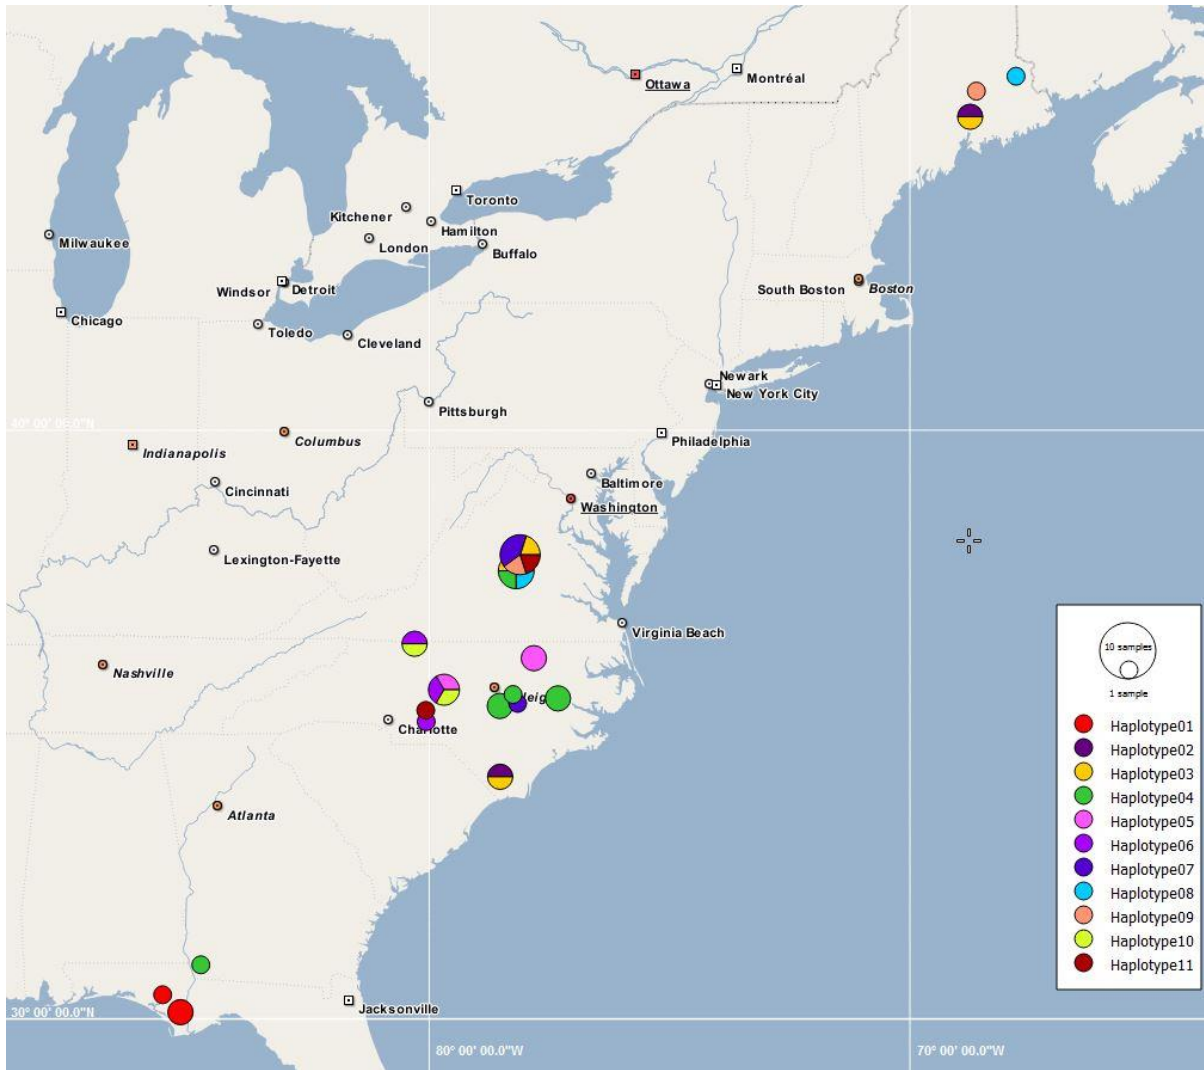 Ottawa
Montréal
Toronto
Kitchener
Hamilton
London
Buffalo
Milwaukee
Windsor
Detroit
South Boston
Boston
Chicago
Toledo
Cleveland
Newark
New York City
Pittsburgh
40° 00' 00.0"N
Columbus
Philadelphia
Indianapolis
Baltimore
Cincinnati
Washington
Lexington-Fayette
Virginia Beach
Nashville
Charlotte
Atlanta
Jacksonville
30° 00' 00.0"N
80° 00' 00.0"W
70° 00' 00.0"W
10 samples
1 sample
Haplotype01
Haplotype02
Haplotype03
Haplotype04
Haplotype05
Haplotype06
Haplotype07
Haplotype08
Haplotype09
Haplotype10
Haplotype11